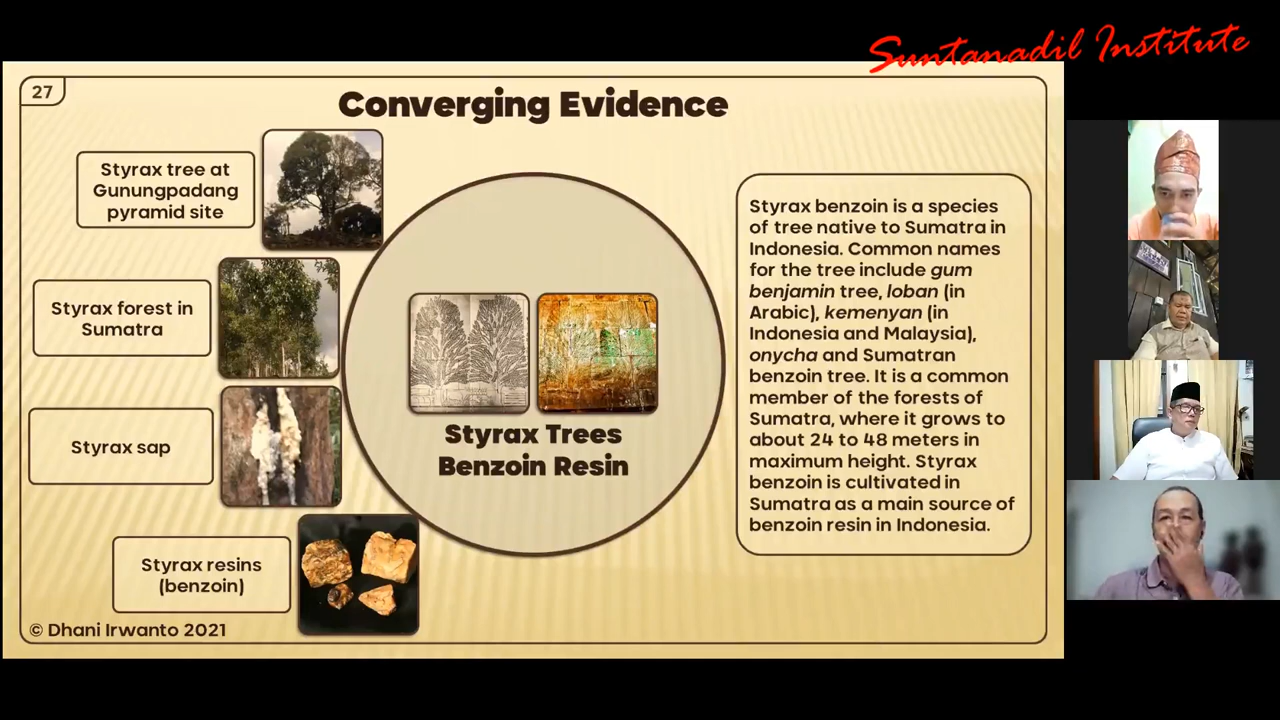 Suntanadil Institute
27
Converging Evidence
Styrax tree at
Gunungpadang
pyramid site
Styrax forest in
Sumatra
Styrax sap
Styrax resins
(benzoin)
© Dhani Irwanto 2021
Styrax Trees
Benzoin Resin
Styrax benzoin is a species
of tree native to Sumatra in
Indonesia. Common names
for the tree include gum
benjamin tree, loban (in
Arabic), kemenyan (in
Indonesia and Malaysia),
onycha and Sumatran
benzoin tree. It is a common
member of the forests of
Sumatra, where it grows to
about 24 to 48 meters in
maximum height. Styrax
benzoin is cultivated in
Sumatra as a main source of
benzoin resin in Indonesia.